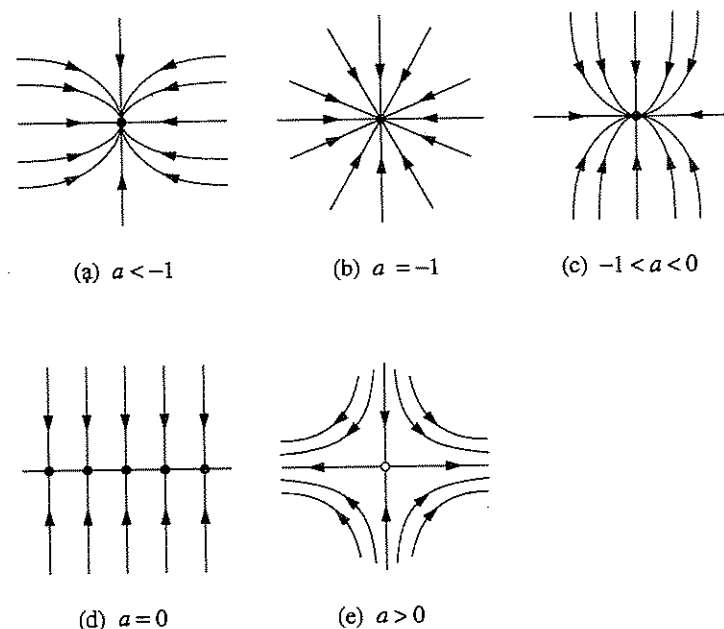 (a) a < −1
(b) a = −1
(c) −1 < a < 0
(d) a = 0
(e) a > 0